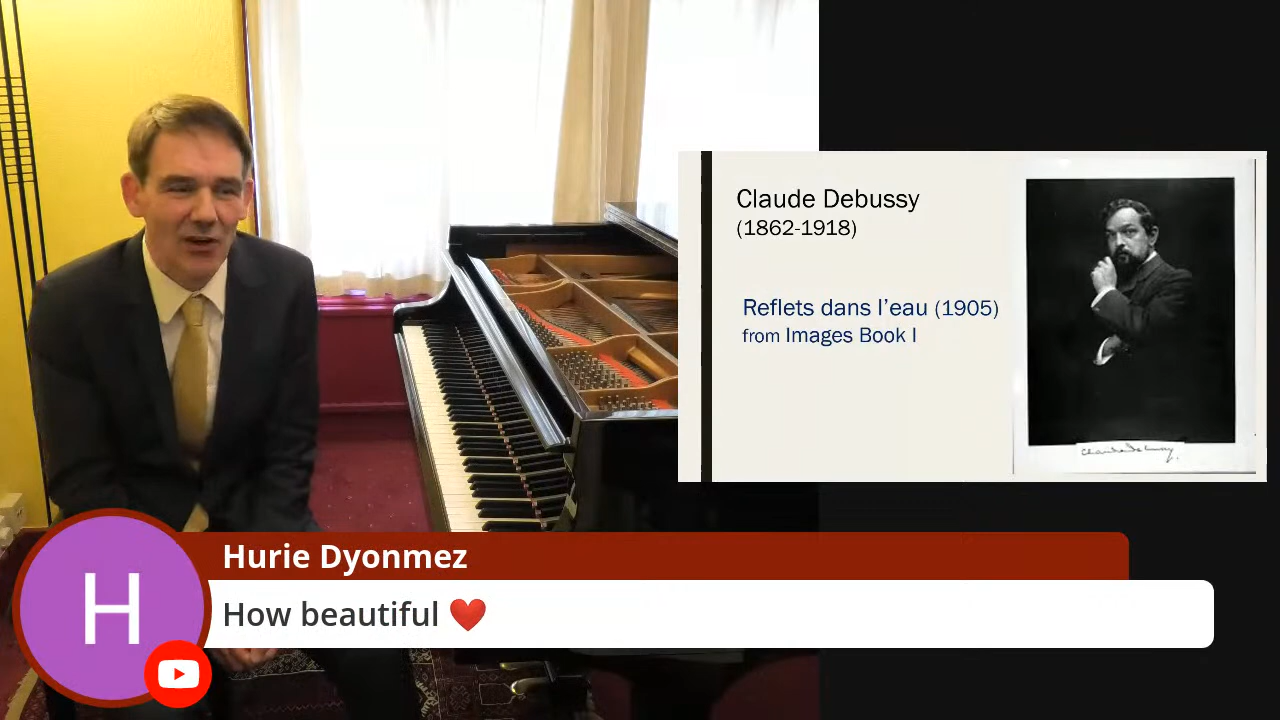 Claude Debussy
(1862-1918)
Reflets dans l'eau (1905)
from Images Book I
Hurie Dyonmez
How beautiful ❤️
H